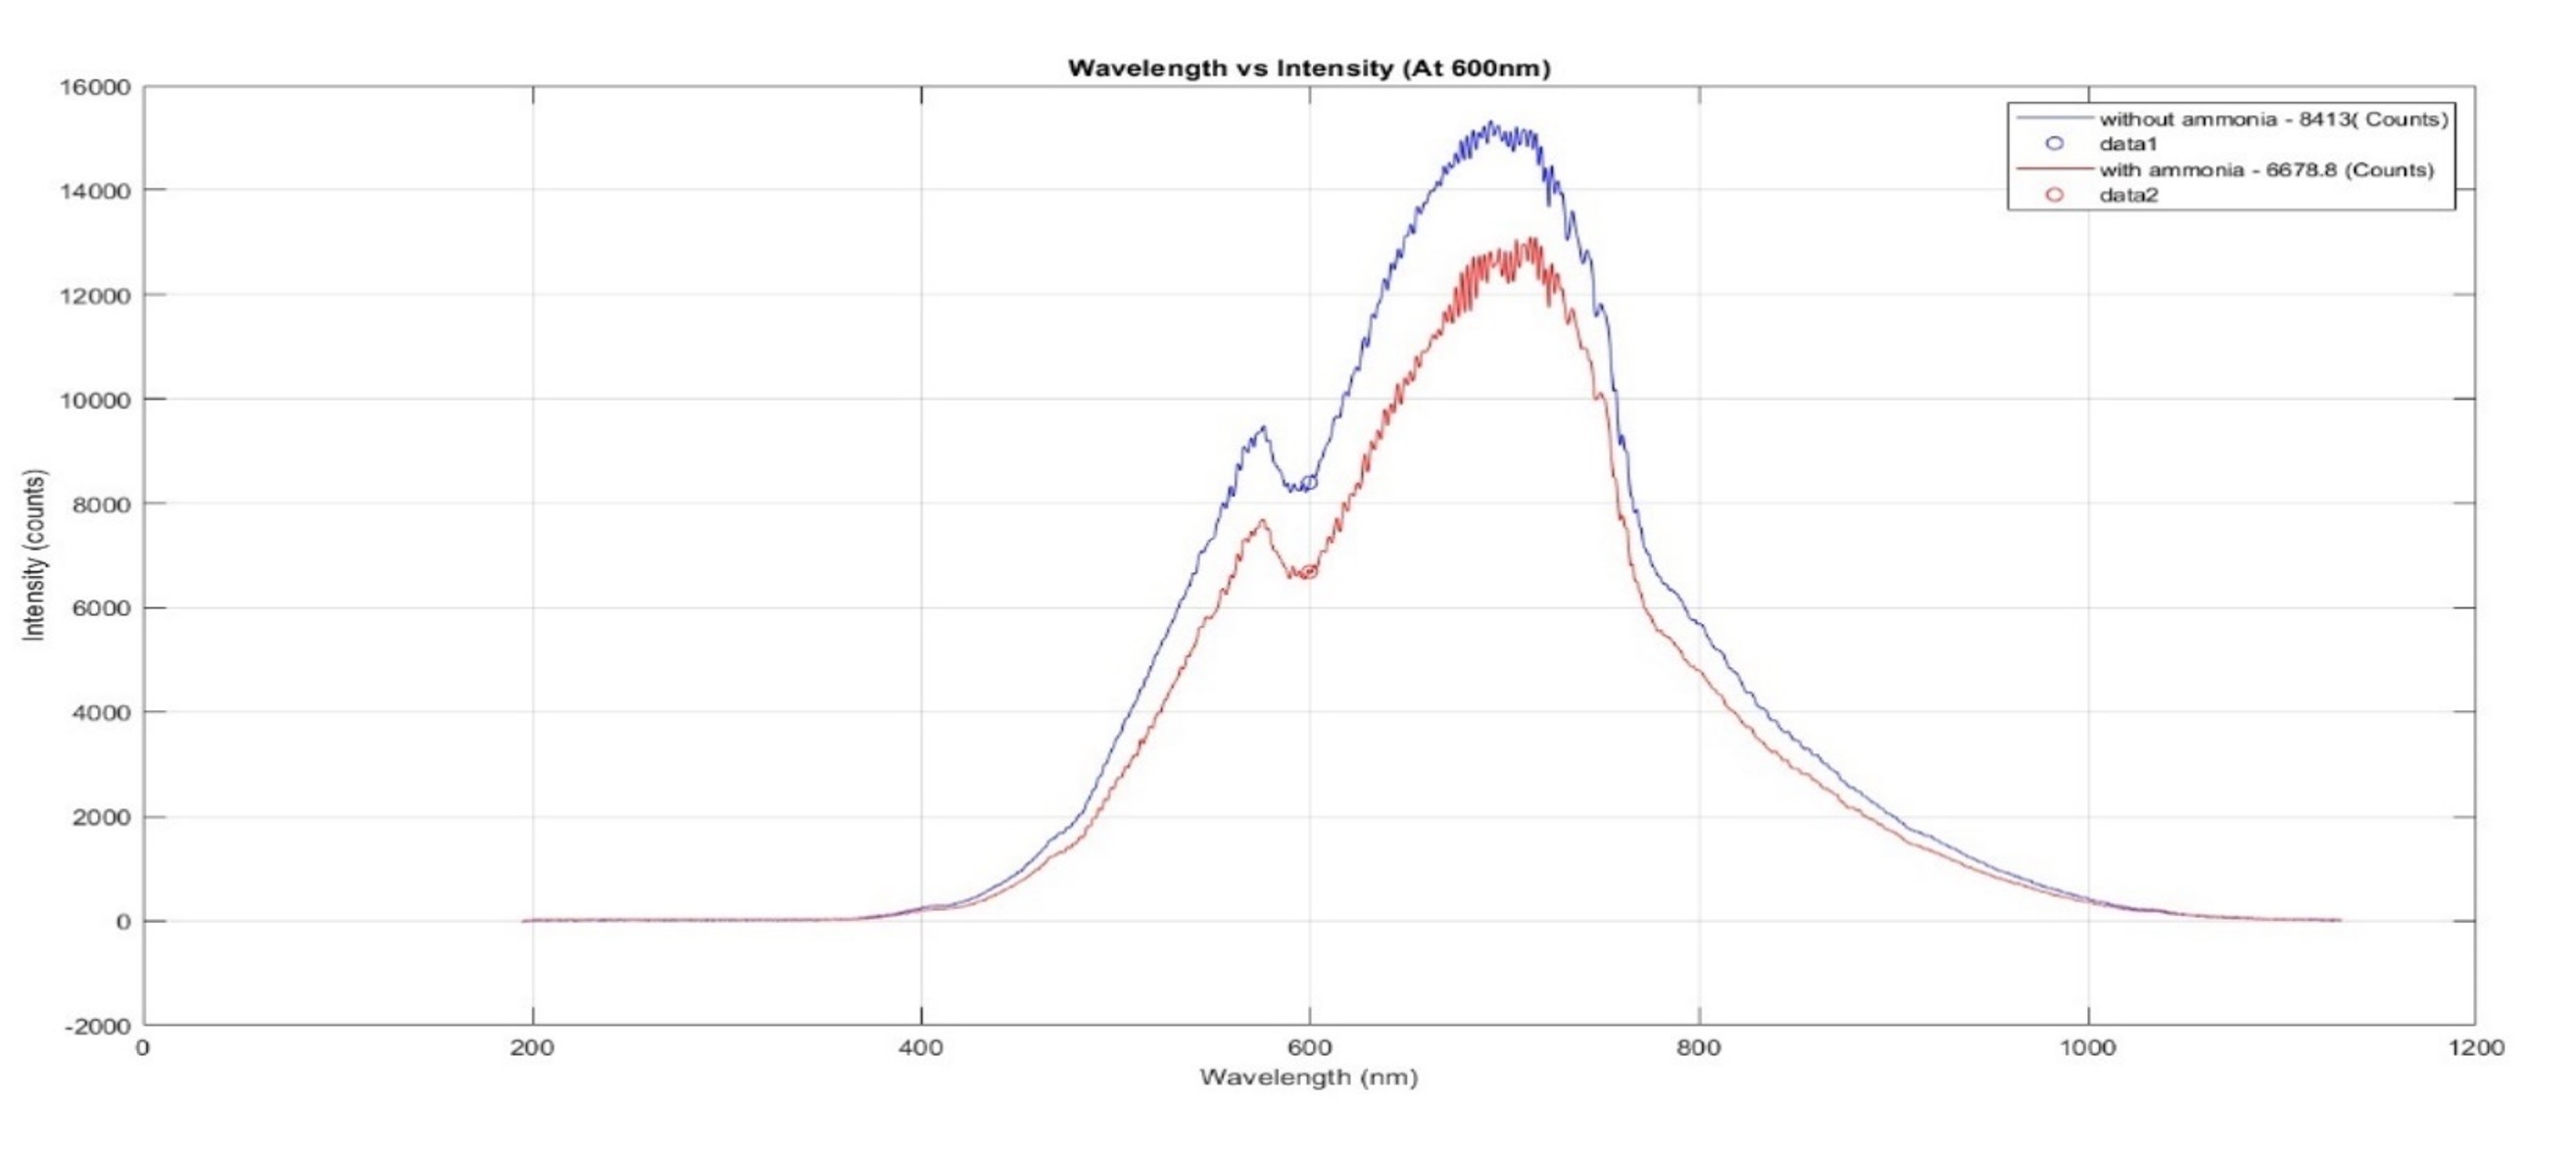 Wavelength vs Intensity (At 600nm)
16000
14000
12000
10000
8000
6000
4000
2000
0
-2000
Intensity (counts)
without ammonia - 8413( Counts)
data1
with ammonia - 6678.8 (Counts)
data2
0 200 400 600 800 1000 1200
Wavelength (nm)